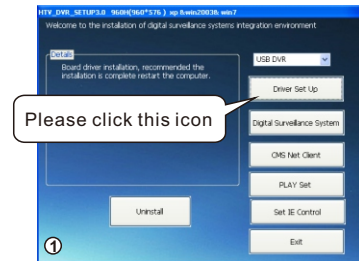 HTV_DVR_SETUP3.0 960H(960*576 ) xp &win20038; win7
Welcome to the installation of digital surveillance systems integration environment
Details
Board driver installation, recommended the
installation is complete restart the computer.
USB DVR
Driver Set Up
Please click this icon
Digital Surveillance System
CMS Net Client
PLAY Set
Uninstall
Set IE Control
Exit
①